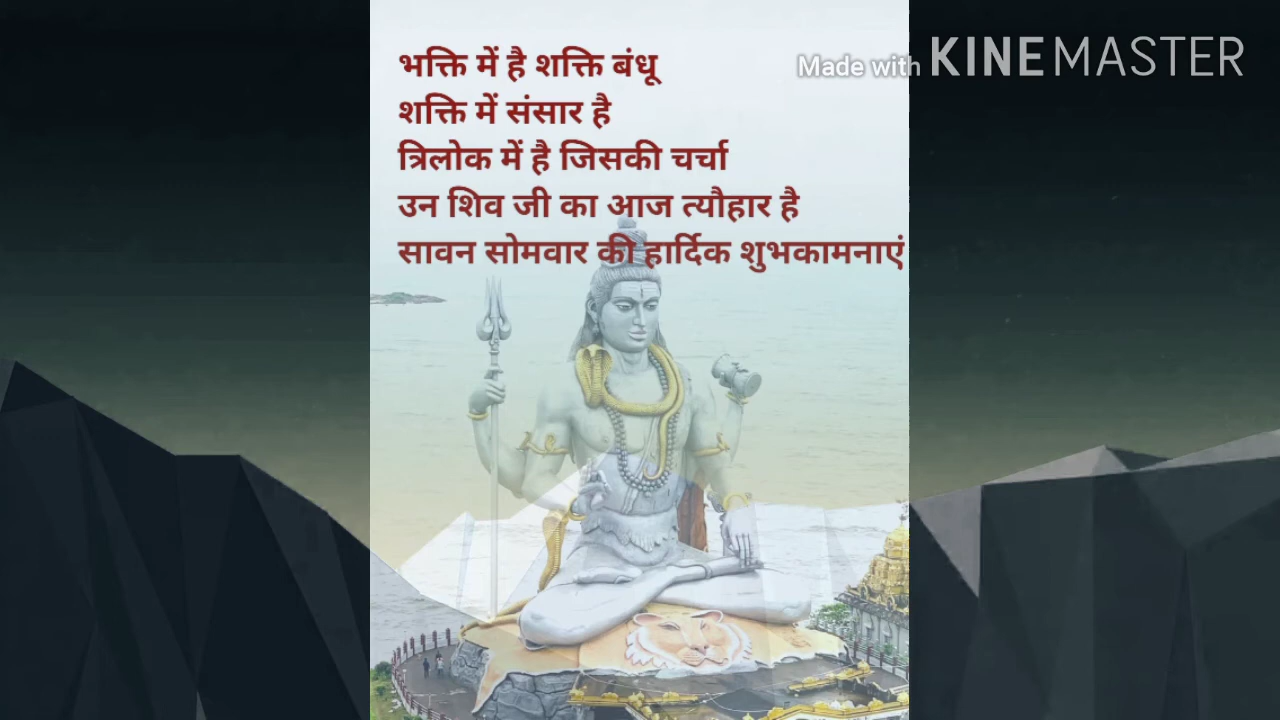 भक्ति में है शक्ति बंधू
शक्ति में संसार है
त्रिलोक में है जिसकी चर्चा
उन शिव जी का आज त्यौहार है
सावन सोमवार की हार्दिक शुभकामनाएं
Made with KINEMASTER